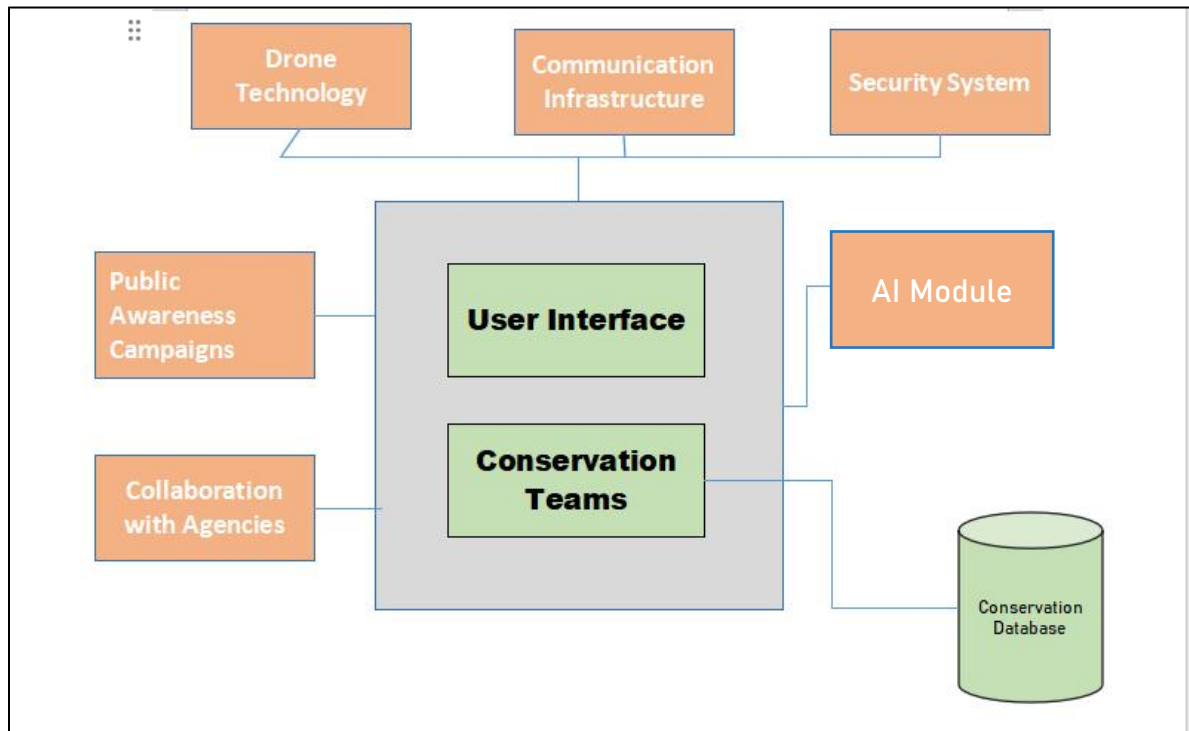 Drone
Technology
Communication
Infrastructure
Security System
Public
Awareness
Campaigns
User Interface
AI Module
Collaboration
with Agencies
Conservation
Teams
Conservation
Database